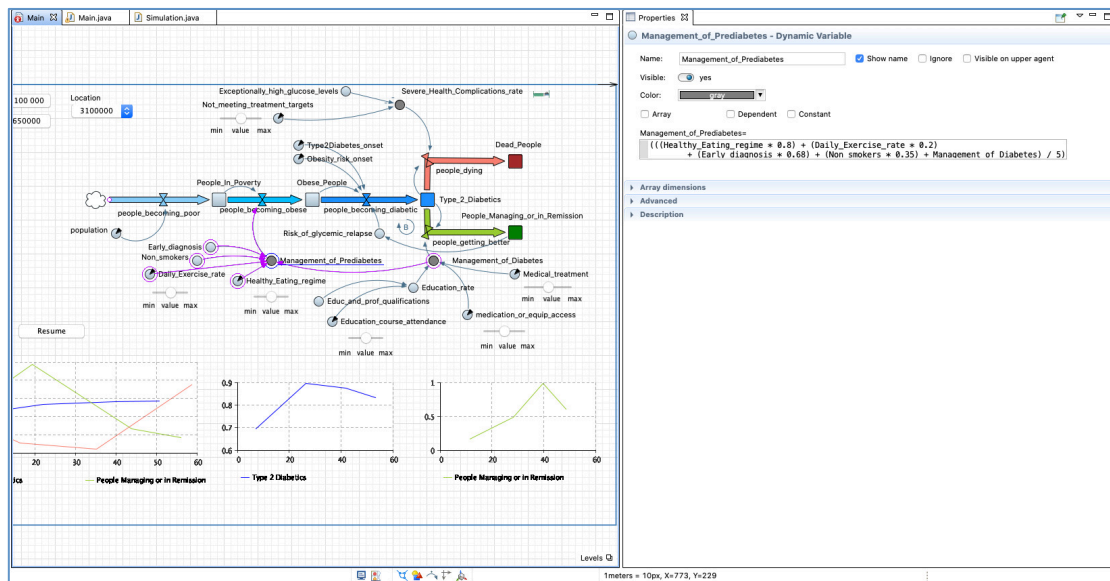 Main
Main.java
Simulation.java
100 000
650000
Location
3100000
Exceptionally_high_glucose_levels
Severe_Health_Complications_rate
Not_meeting_treatment_targets
min value max
Type2Diabetes_onset
Obesity_risk_onset
Dead_People
people_dying
People_In_Poverty
Obese_People
Type_2_Diabetics
people_becoming_poor
people_becoming_obese
people_becoming_diabetic
People_Managing_or_in_Remission
population
Risk_of_glycemic_relapse
B
people_getting_better
Early_diagnosis
Non_smokers
Management_of_Prediabetes
Management_of_Diabetes
Daily_Exercise_rate
Healthy_Eating_regime
Medical_treatment
Education_rate
min value max
min value max
min value max
Educ_and_prof_qualifications
Education_course_attendance
medication_or_equip_access
min value max
min value max
Resume
20 30 40 50 60
ics
People Managing or in Remission
0.9
0.8
0.7
0.6
0 20 40 60
Type 2 Diabetics
1
0.5
0
0 20 40 60
People Managing or in Remission
Levels
Properties
Management_of_Prediabetes - Dynamic Variable
Name: Management_of_Prediabetes Show name Ignore Visible on upper agent
Visible: yes
Color: gray
Array Dependent Constant
Management_of_Prediabetes=
(((Healthy_Eating_regime * 0.8) + (Daily_Exercise_rate * 0.2)
+ (Early_diagnosis * 0.68) + (Non_smokers * 0.35) + Management_of_Diabetes) / 5)
Array dimensions
Advanced
Description
1meters = 10px, X=773, Y=229